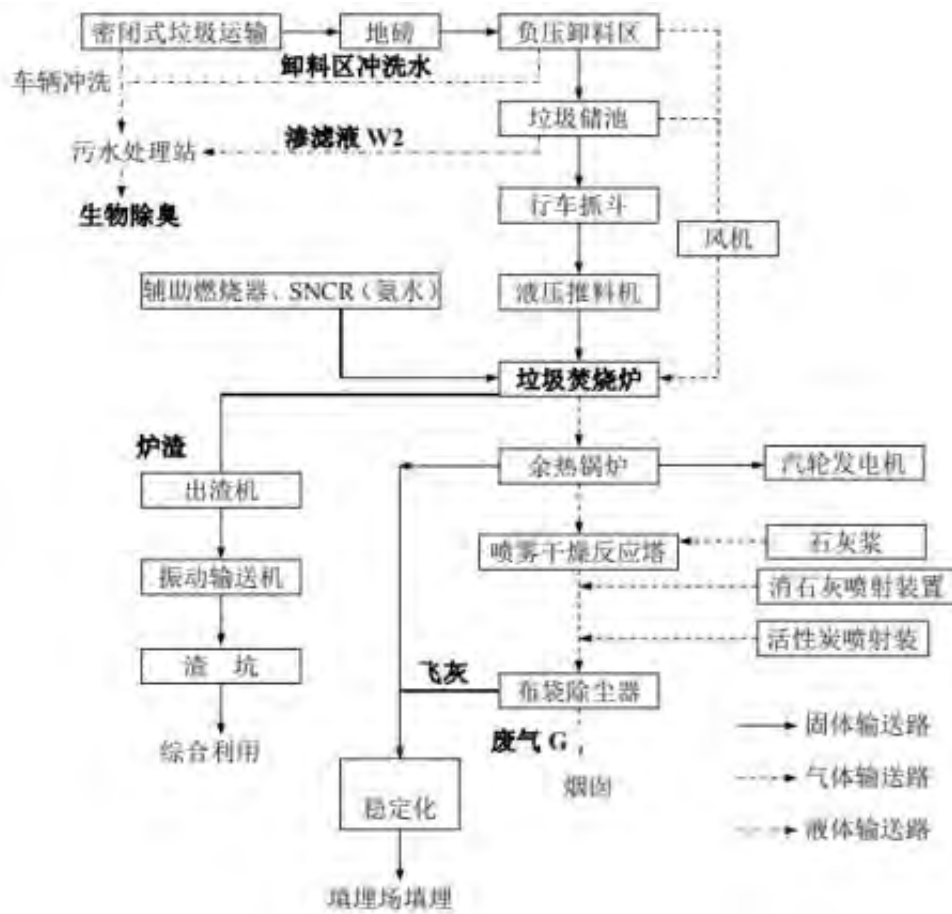 密闭式垃圾运输
地磅
负压卸料区
卸料区冲洗水
车辆冲洗
垃圾储池
渗滤液 W2
污水处理站
生物除臭
行车抓斗
风机
辅助燃烧器、SNCR（氨水）
液压推料机
垃圾焚烧炉
炉渣
余热锅炉
汽轮发电机
出渣机
喷雾干燥反应塔
石灰浆
振动输送机
消石灰喷射装置
活性炭喷射装
渣 坑
飞灰
布袋除尘器
废气 G
固体输送路
综合利用
烟囱
气体输送路
稳定化
液体输送路
填埋场填埋